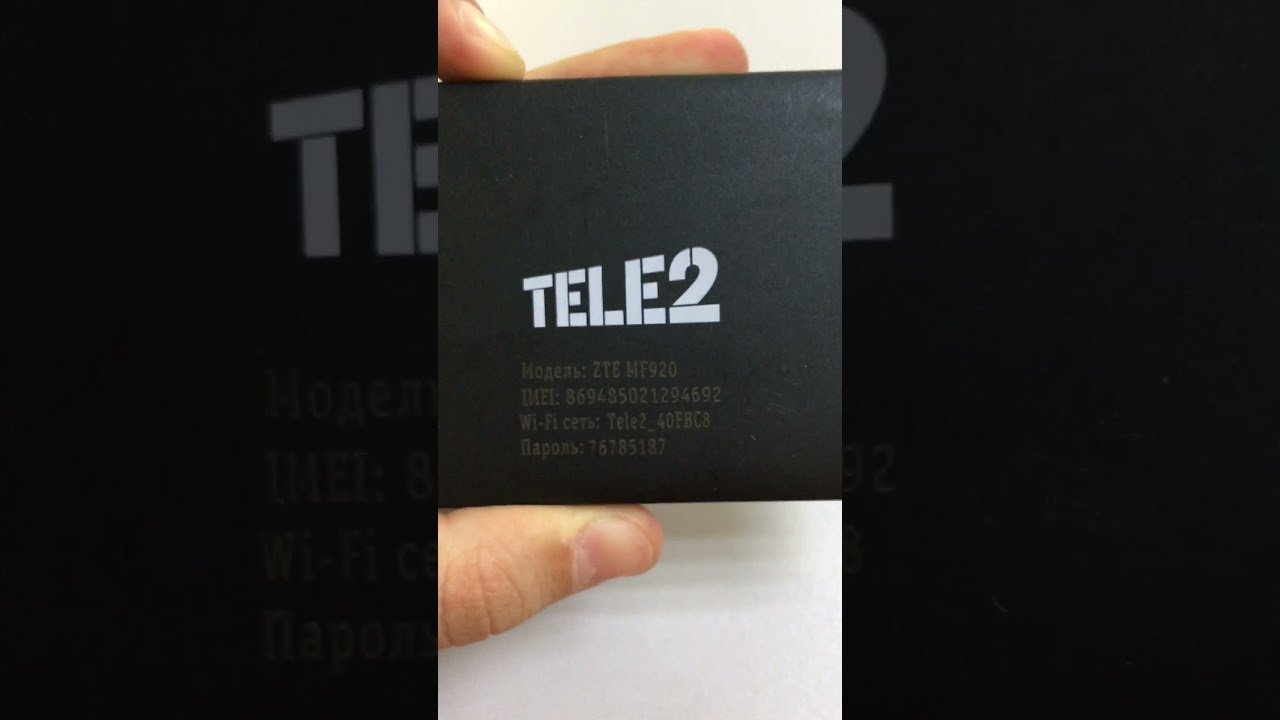 TELE2
Модель: ZTE MF920
IMEI: 869485021294692
Wi-Fi сеть: Tele2_40FBC8
Пароль: 76785187